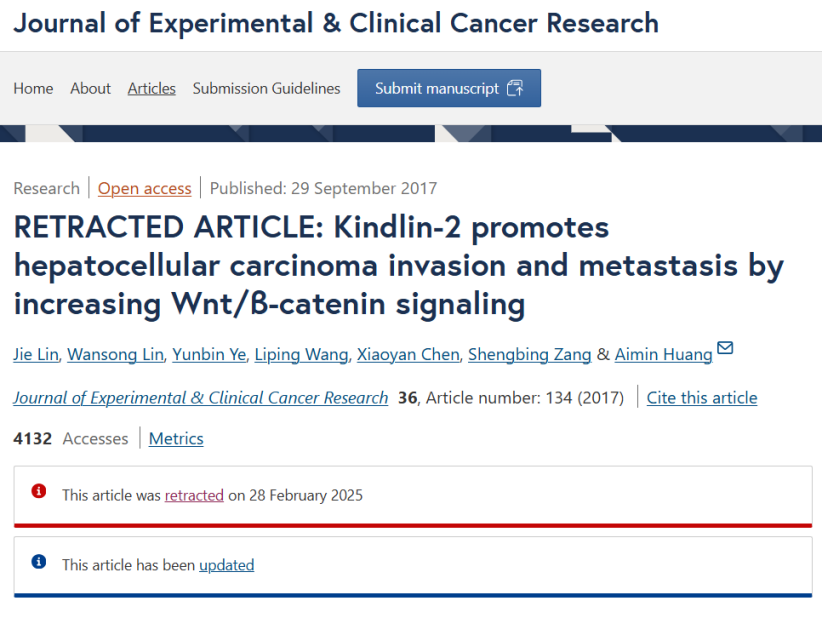 Journal of Experimental & Clinical Cancer Research
Home About Articles Submission Guidelines Submit manuscript
Research Open access Published: 29 September 2017
RETRACTED ARTICLE: Kindlin-2 promotes
hepatocellular carcinoma invasion and metastasis by
increasing Wnt/ß-catenin signaling
Jie Lin, Wansong Lin, Yunbin Ye, Liping Wang, Xiaoyan Chen, Shengbing Zang & Aimin Huang
Journal of Experimental & Clinical Cancer Research 36, Article number: 134 (2017) Cite this article
4132 Accesses Metrics
This article was retracted on 28 February 2025
This article has been updated